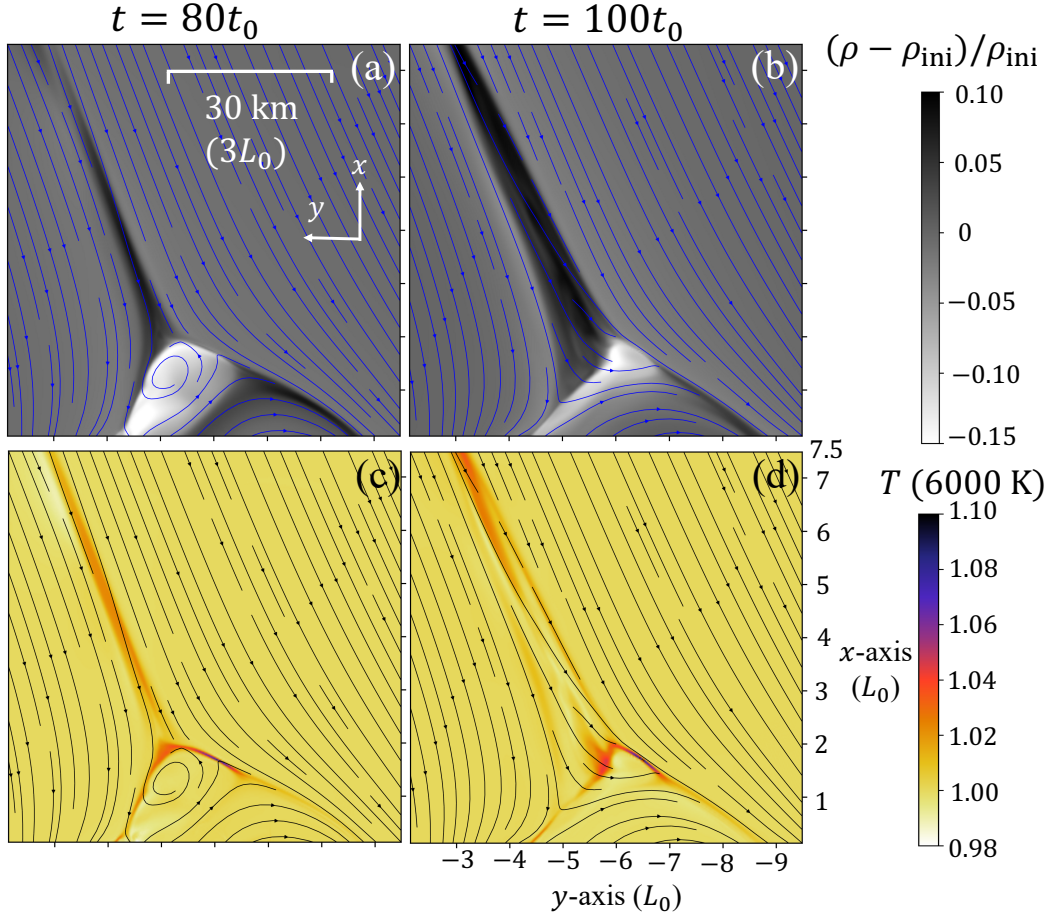 t = 80t₀
t = 100t₀
(ρ − ρini)/ρini
(a)
30 km
(3L₀)
x
y
(b)
0.10
0.05
0
−0.05
−0.10
−0.15
(c)
(d)
7.5
7
6
5
4
3
2
1
x-axis
(L₀)
T (6000 K)
1.10
1.08
1.06
1.04
1.02
1.00
0.98
−3 −4 −5 −6 −7 −8 −9
y-axis (L₀)